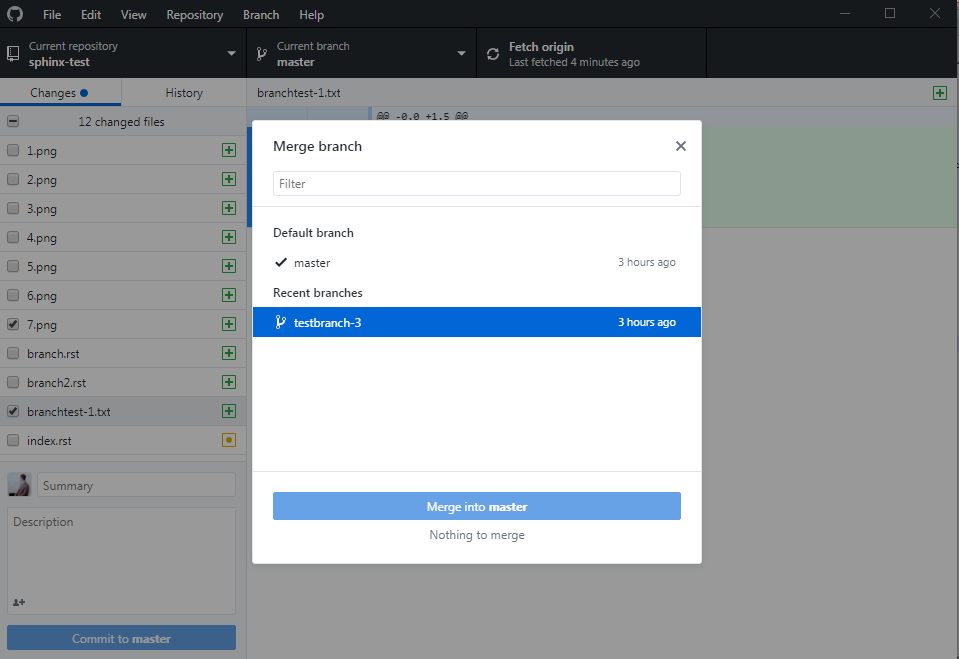 File Edit View Repository Branch Help
Current repository
sphinx-test
Current branch
master
Fetch origin
Last fetched 4 minutes ago
Changes
History
branchtest-1.txt
12 changed files
@@ -0,0 +1,5 @@
1.png
2.png
3.png
4.png
5.png
6.png
7.png
branch.rst
branch2.rst
branchtest-1.txt
index.rst
Summary
Description
Commit to master
Merge branch
Filter
Default branch
master 3 hours ago
Recent branches
testbranch-3 3 hours ago
Merge into master
Nothing to merge